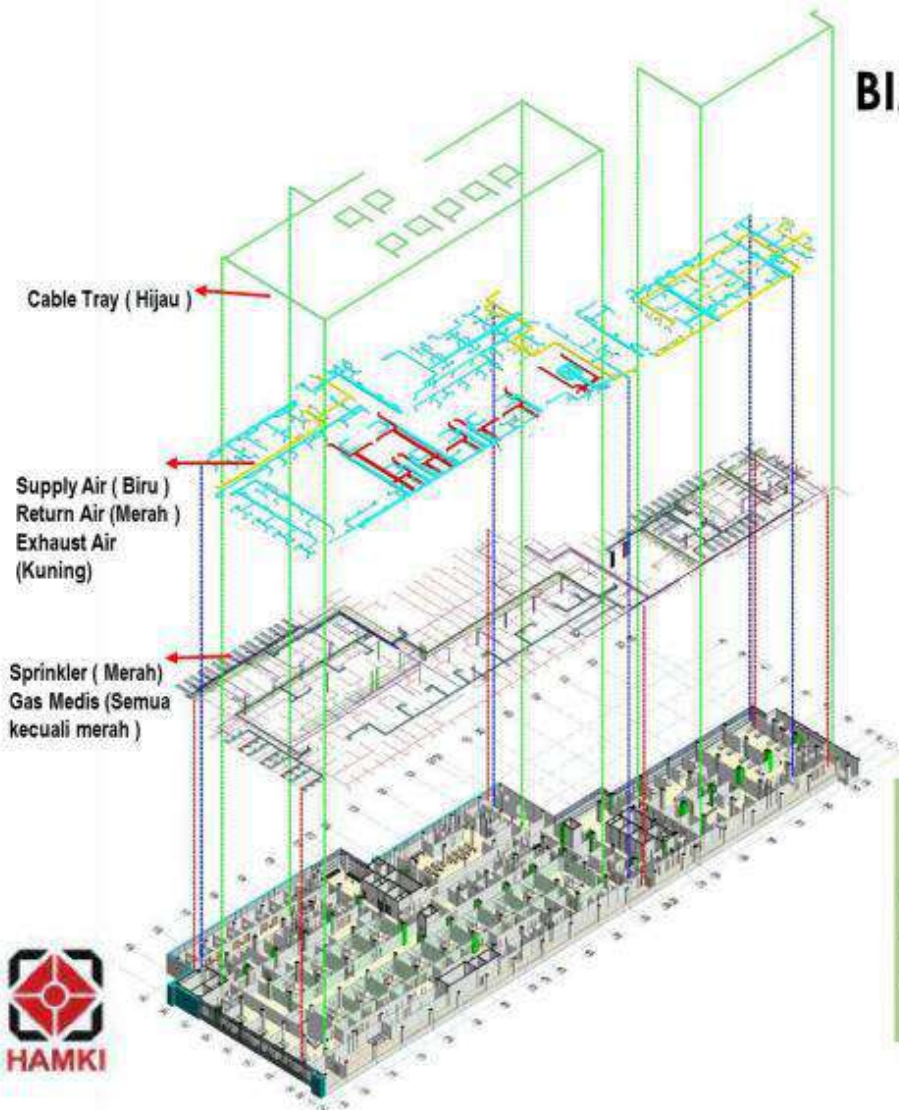 BI
Cable Tray ( Hijau )
Supply Air ( Biru )
Return Air (Merah )
Exhaust Air
(Kuning)
Sprinkler ( Merah)
Gas Medis (Semua
kecuali merah )
HAMKI